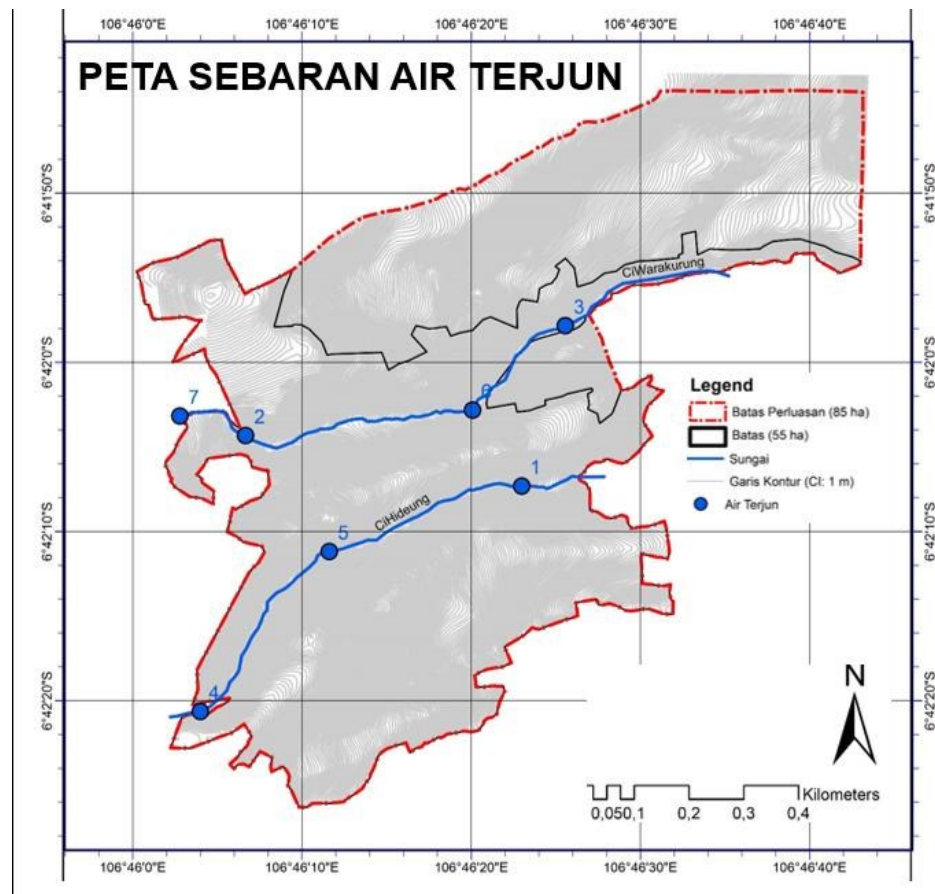 106°46'0"E 106°46'10"E 106°46'20"E 106°46'30"E 106°46'40"E
PETA SEBARAN AIR TERJUN
6°41'50"S 6°41'50"S
CiWarakurung
3
6°42'0"S 6°42'0"S
7
2
6
Legend
Batas Perluasan (85 ha)
Batas (55 ha)
Sungai
Garis Kontur (CI: 1 m)
Air Terjun
1
CiHideung
5
6°42'10"S 6°42'10"S
4
6°42'20"S 6°42'20"S
N
Kilometers
0,050,1 0,2 0,3 0,4
106°46'0"E 106°46'10"E 106°46'20"E 106°46'30"E 106°46'40"E